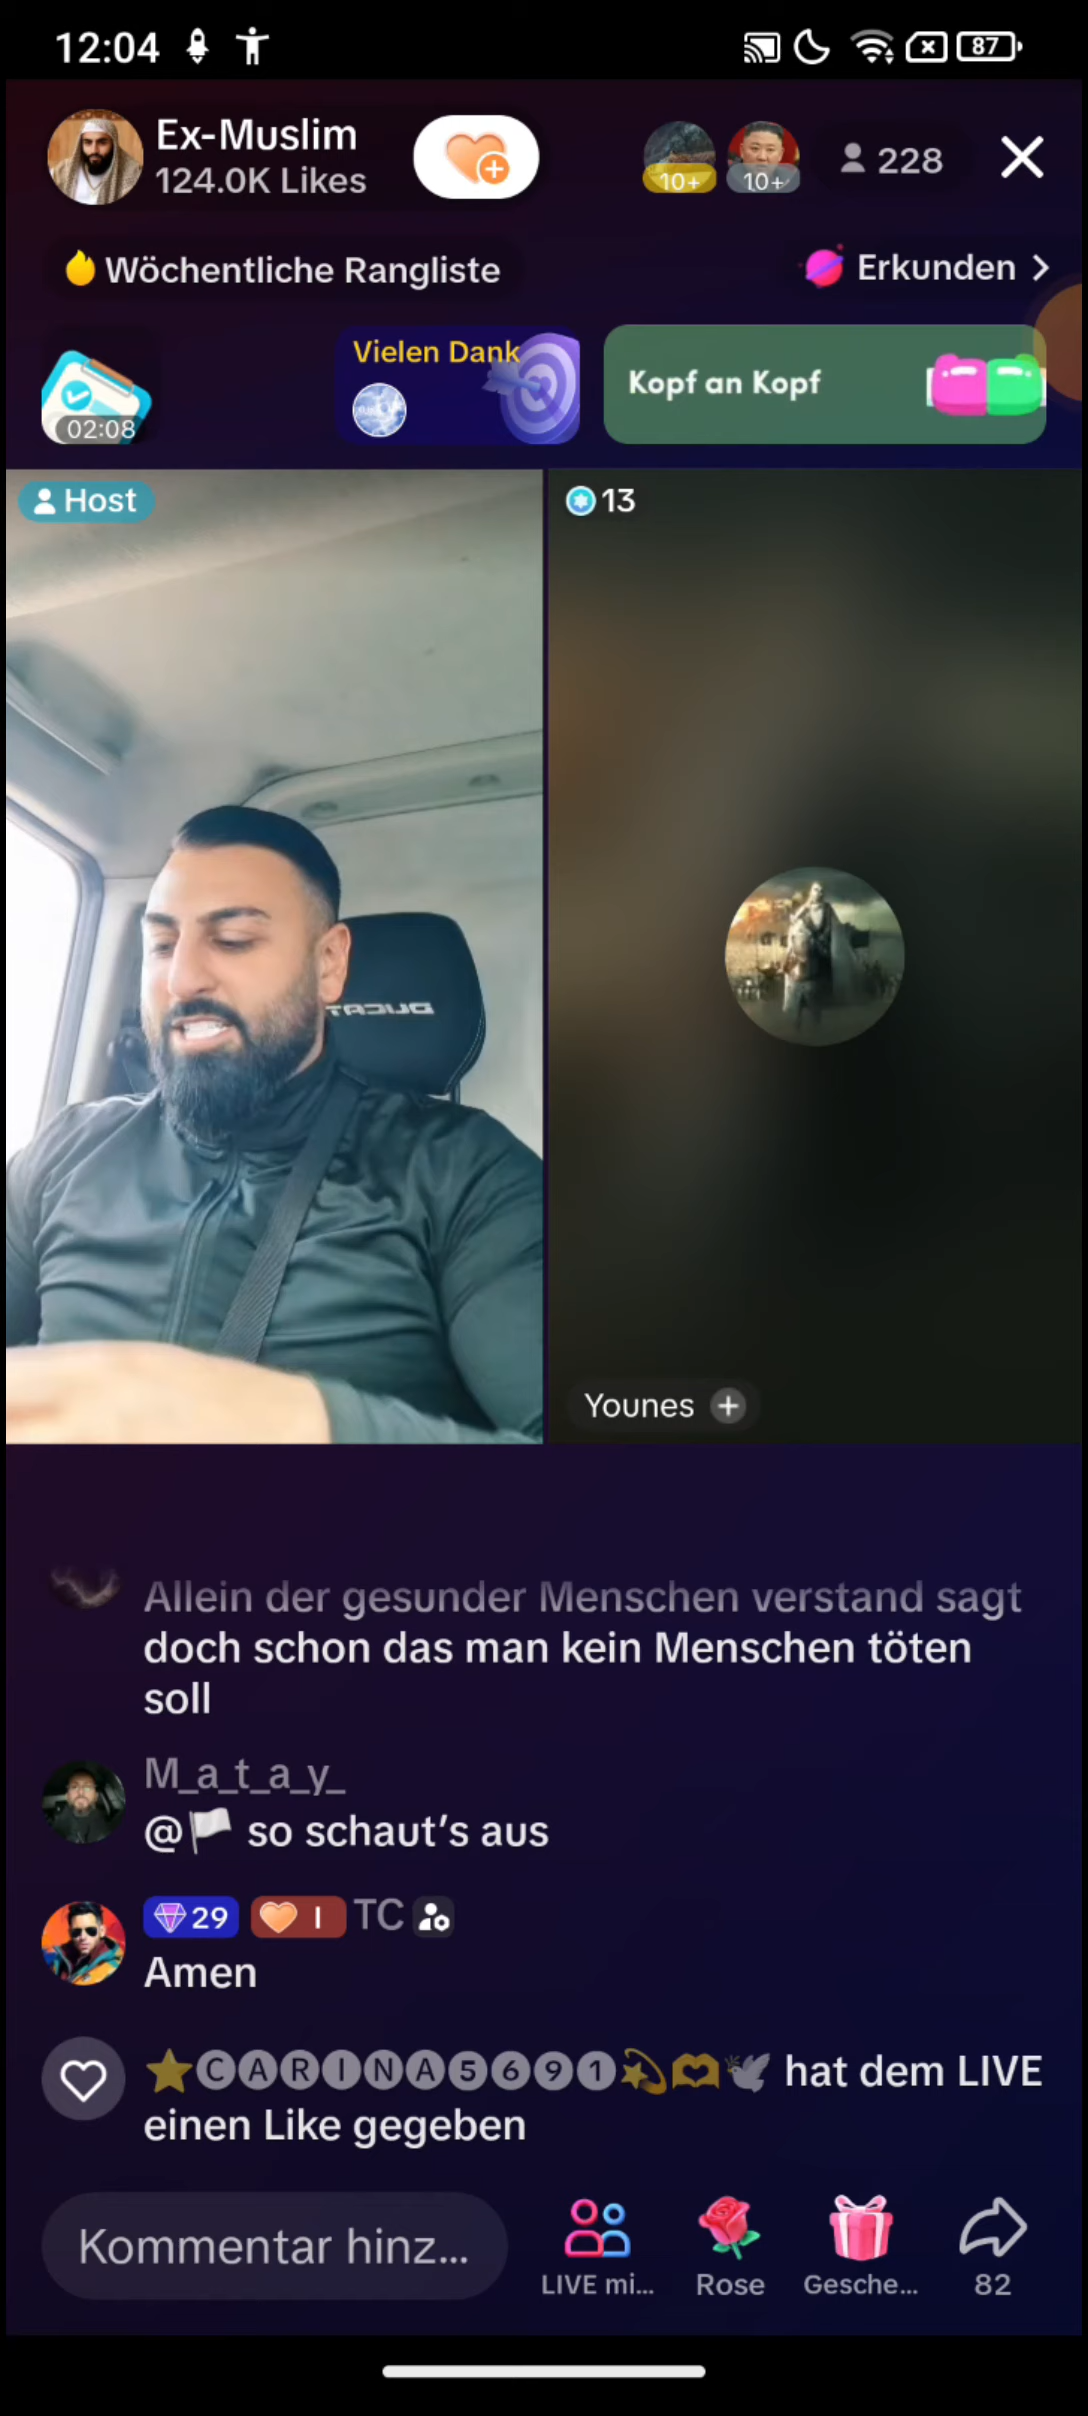 12:04
87
Ex-Muslim
124.0K Likes
10+
10+
228
Wöchentliche Rangliste
Erkunden
02:08
Vielen Dank
Kopf an Kopf
Host
13
DUCAT
Younes
Allein der gesunder Menschen verstand sagt
doch schon das man kein Menschen töten
soll
M_a_t_a_y_
@🏳 so schaut's aus
29 I TC
Amen
⭐🅒🅐🅡🅘🅝🅐❺❻❾❶💫🫶🕊 hat dem LIVE
einen Like gegeben
Kommentar hinz...
LIVE mi...
Rose
Gesche...
82